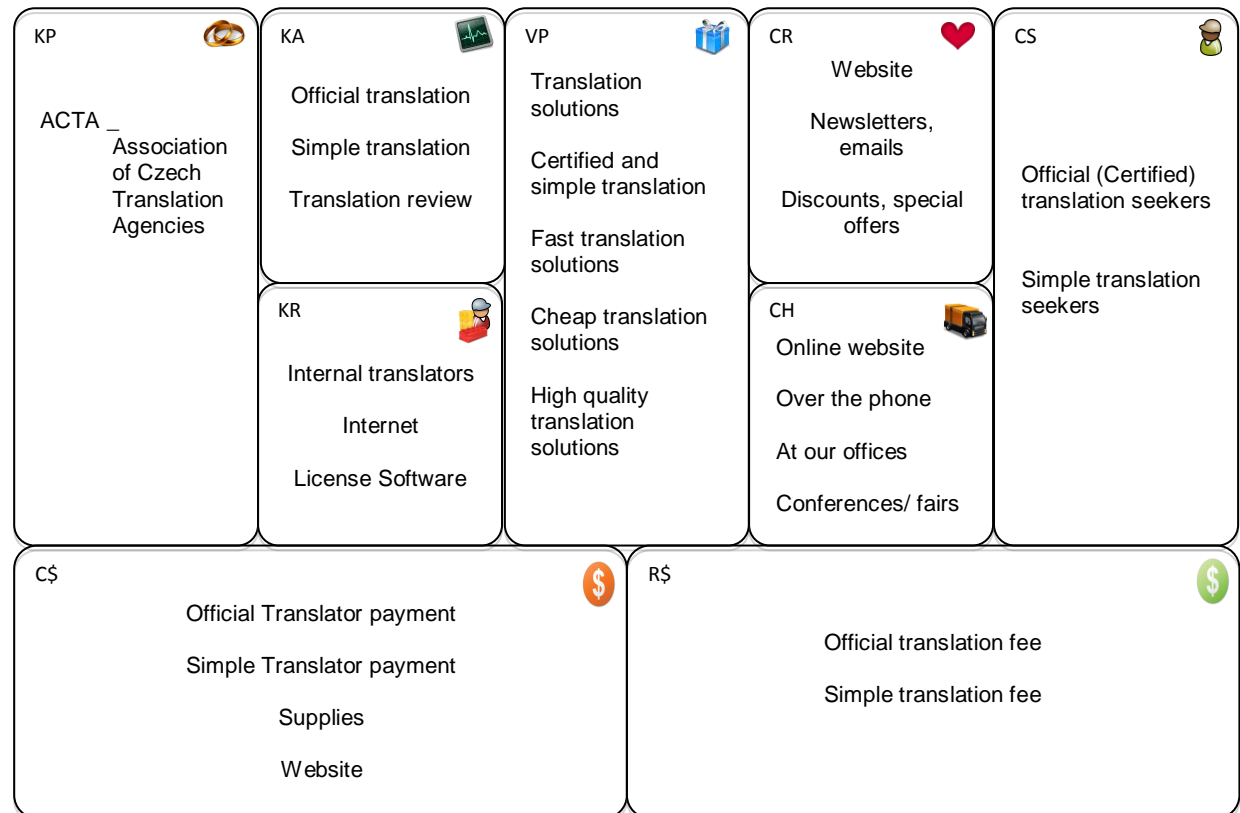 KP
ACTA _
Association
of Czech
Translation
Agencies
KA
Official translation
Simple translation
Translation review
KR
Internal translators
Internet
License Software
VP
Translation
solutions
Certified and
simple translation
Fast translation
solutions
Cheap translation
solutions
High quality
translation
solutions
CR
Website
Newsletters,
emails
Discounts, special
offers
CH
Online website
Over the phone
At our offices
Conferences/ fairs
CS
Official (Certified)
translation seekers
Simple translation
seekers
C$
$
Official Translator payment
Simple Translator payment
Supplies
Website
R$
$
Official translation fee
Simple translation fee